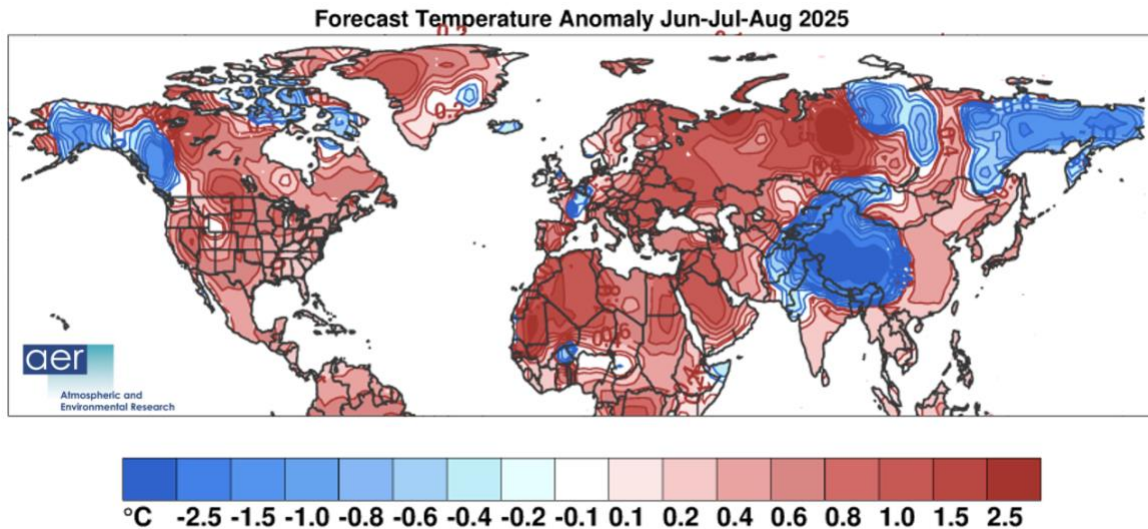 Forecast Temperature Anomaly Jun-Jul-Aug 2025
aer
Atmospheric and
Environmental Research
°C -2.5 -1.5 -1.0 -0.8 -0.6 -0.4 -0.2 -0.1 0.1 0.2 0.4 0.6 0.8 1.0 1.5 2.5